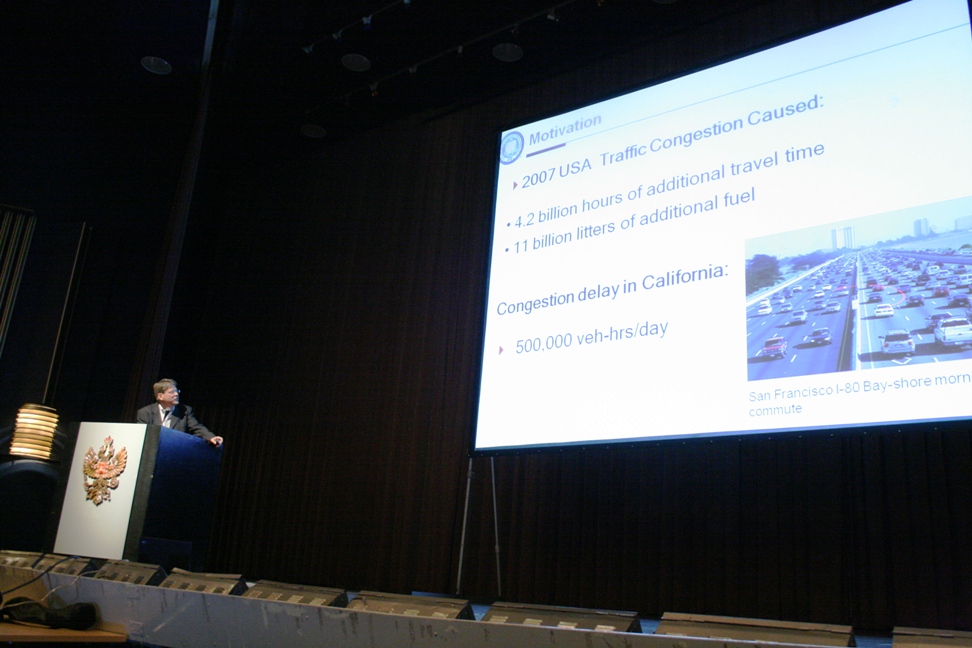 Motivation
2007 USA Traffic Congestion Caused:
• 4.2 billion hours of additional travel time
• 11 billion litters of additional fuel
Congestion delay in California:
500.000 veh-hrs/day
San Francisco I-80 Bay-shore morn
commute